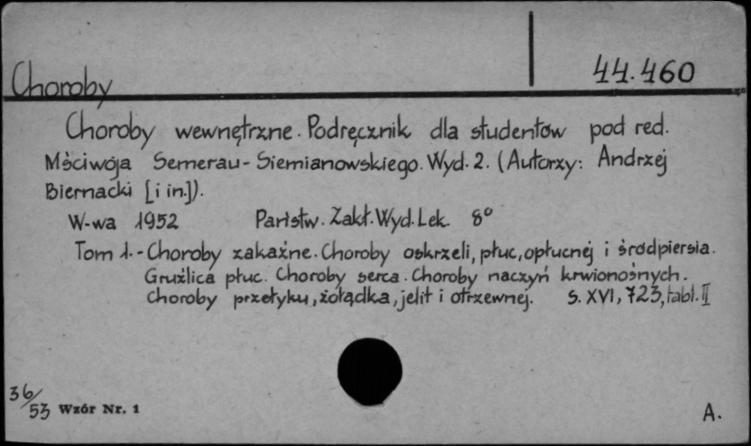 44.460
Choroby
Choroby wewnętrzne. Podręcznik dla studentów pod red.
Mściwója Semerau-Siemianowskiego. Wyd. 2. (Autorzy: Andrzej
Biernacki [i in.]).
W-wa 1952 Państw. Zakł. Wyd. Lek. 8°
Tom 1.- Choroby zakaźne. Choroby oskrzeli, płuc, opłucnej i śródpiersia.
Gruźlica płuc. Choroby serca. Choroby naczyń krwionośnych.
Choroby przełyku, żołądka, jelit i otrzewnej. S. XVI, 723, tabl. II
36/53 Wzór Nr. 1
A.